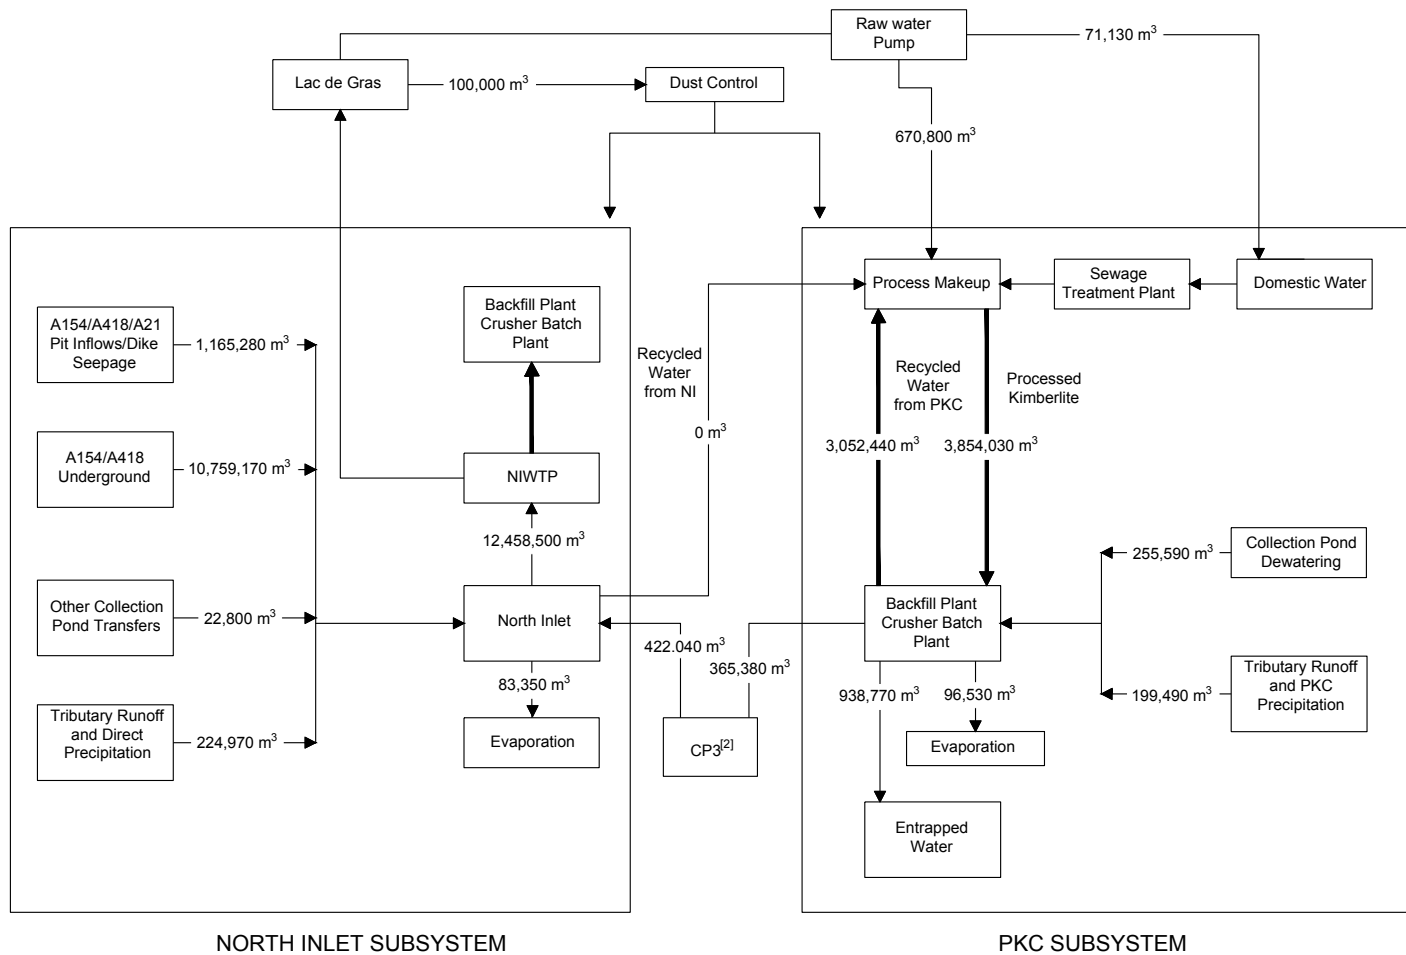 Raw water
Pump
71,130 m³
Lac de Gras
100,000 m³
Dust Control
670,800 m³
Process Makeup
Sewage
Treatment Plant
Domestic Water
Backfill Plant
Crusher Batch
Plant
A154/A418/A21
Pit Inflows/Dike
Seepage
1,165,280 m³
Recycled
Water
from NI
0 m³
Recycled
Water
from PKC
Processed
Kimberlite
3,052,440 m³
3,854,030 m³
A154/A418
Underground
10,759,170 m³
NIWTP
12,458,500 m³
255,590 m³
Collection Pond
Dewatering
Other Collection
Pond Transfers
22,800 m³
North Inlet
Backfill Plant
Crusher Batch
Plant
422.040 m³
365,380 m³
83,350 m³
938,770 m³
96,530 m³
199,490 m³
Tributary Runoff
and PKC
Precipitation
Tributary Runoff
and Direct
Precipitation
224,970 m³
Evaporation
CP3[2]
Evaporation
Entrapped
Water
NORTH INLET SUBSYSTEM
PKC SUBSYSTEM